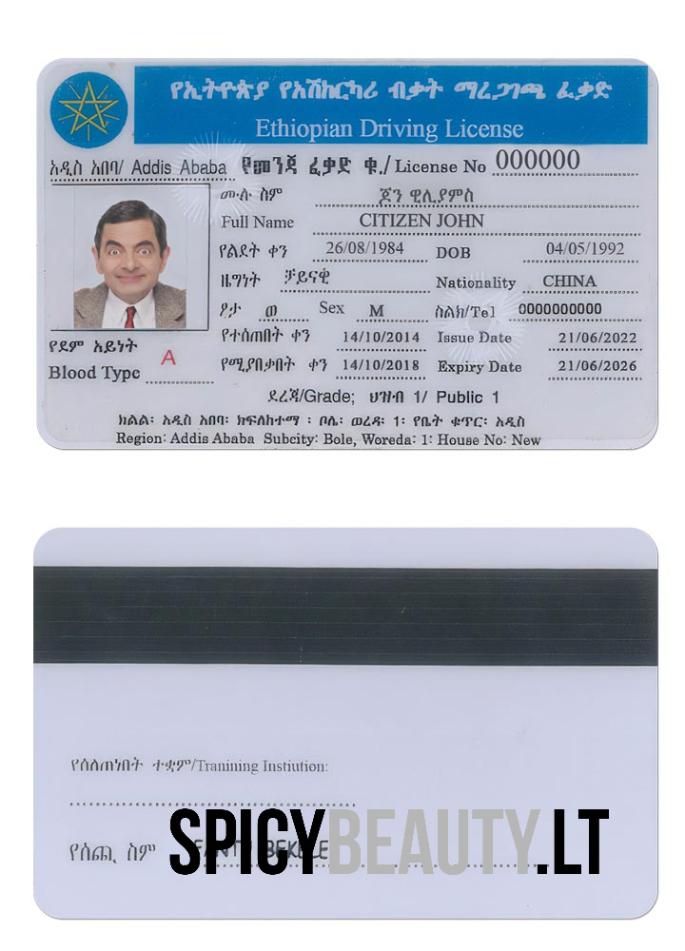 የኢትዮጵያ የአሽከርካሪ ብቃት ማረጋገጫ ፈቃድ
Ethiopian Driving License
አዲስ አበባ/ Addis Ababa የመንጃ ፈቃድ ቁ./ License No 000000
ሙሉ ስም ጆን ዊሊያምስ
Full Name CITIZEN JOHN
የልደት ቀን 26/08/1984 DOB 04/05/1992
ዜግነት ቻይናዊ Nationality CHINA
ፆታ ወ Sex M ስልክ/Tel 0000000000
የተሰጠበት ቀን 14/10/2014 Issue Date 21/06/2022
የደም አይነት A
የሚያበቃበት ቀን 14/10/2018 Expiry Date 21/06/2026
Blood Type
ደረጃ/Grade; ህዝብ 1/ Public 1
ክልል: አዲስ አበባ: ክፍለከተማ : ቦሌ: ወረዳ: 1: የቤት ቁጥር: አዲስ
Region: Addis Ababa Subcity: Bole, Woreda: 1: House No: New
የሰለጠነበት ተቋም/Tranining Instiution:
የሰጪ ስም
SPICYBEAUTY.LT